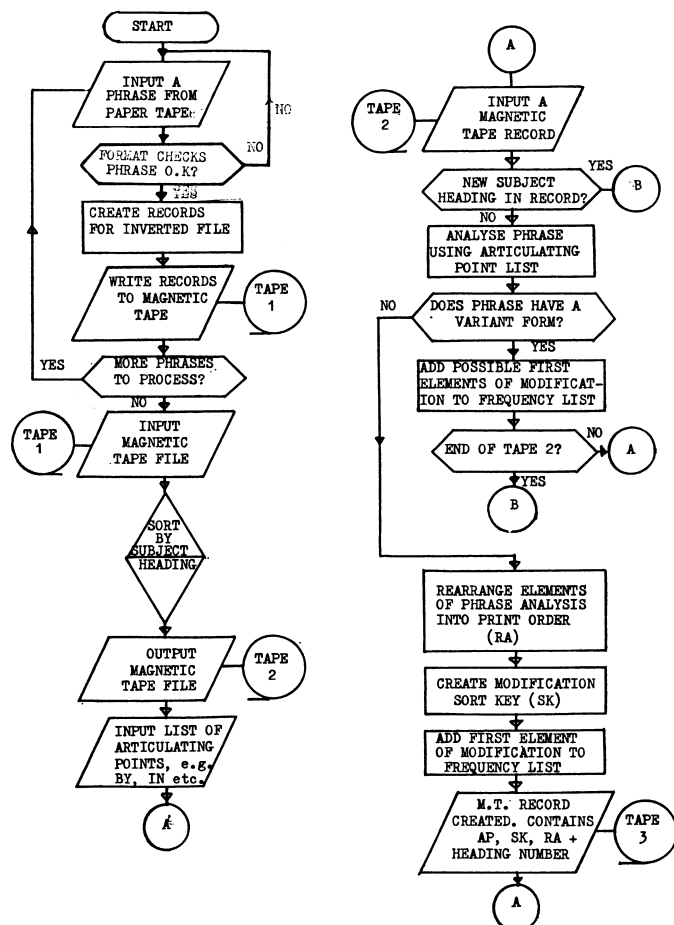 START
INPUT A
PHRASE FROM
PAPER TAPE
NO
FORMAT CHECKS
PHRASE O.K?
NO
YES
CREATE RECORDS
FOR INVERTED FILE
WRITE RECORDS
TO MAGNETIC
TAPE
TAPE
1
YES
MORE PHRASES
TO PROCESS?
NO
TAPE
1
INPUT
MAGNETIC
TAPE FILE
SORT
BY
SUBJECT
HEADING
OUTPUT
MAGNETIC
TAPE FILE
TAPE
2
INPUT LIST OF
ARTICULATING
POINTS, e.g.
BY, IN etc.
A
A
TAPE
2
INPUT A
MAGNETIC
TAPE RECORD
YES
NEW SUBJECT
HEADING IN RECORD?
B
NO
ANALYSE PHRASE
USING ARTICULATING
POINT LIST
NO
DOES PHRASE HAVE A
VARIANT FORM?
YES
ADD POSSIBLE FIRST
ELEMENTS OF MODIFICAT-
ION TO FREQUENCY LIST
NO
END OF TAPE 2?
A
YES
B
REARRANGE ELEMENTS
OF PHRASE ANALYSIS
INTO PRINT ORDER
(RA)
CREATE MODIFICATION
SORT KEY (SK)
ADD FIRST ELEMENT
OF MODIFICATION TO
FREQUENCY LIST
M.T. RECORD
CREATED. CONTAINS
AP, SK, RA +
HEADING NUMBER
TAPE
3
A